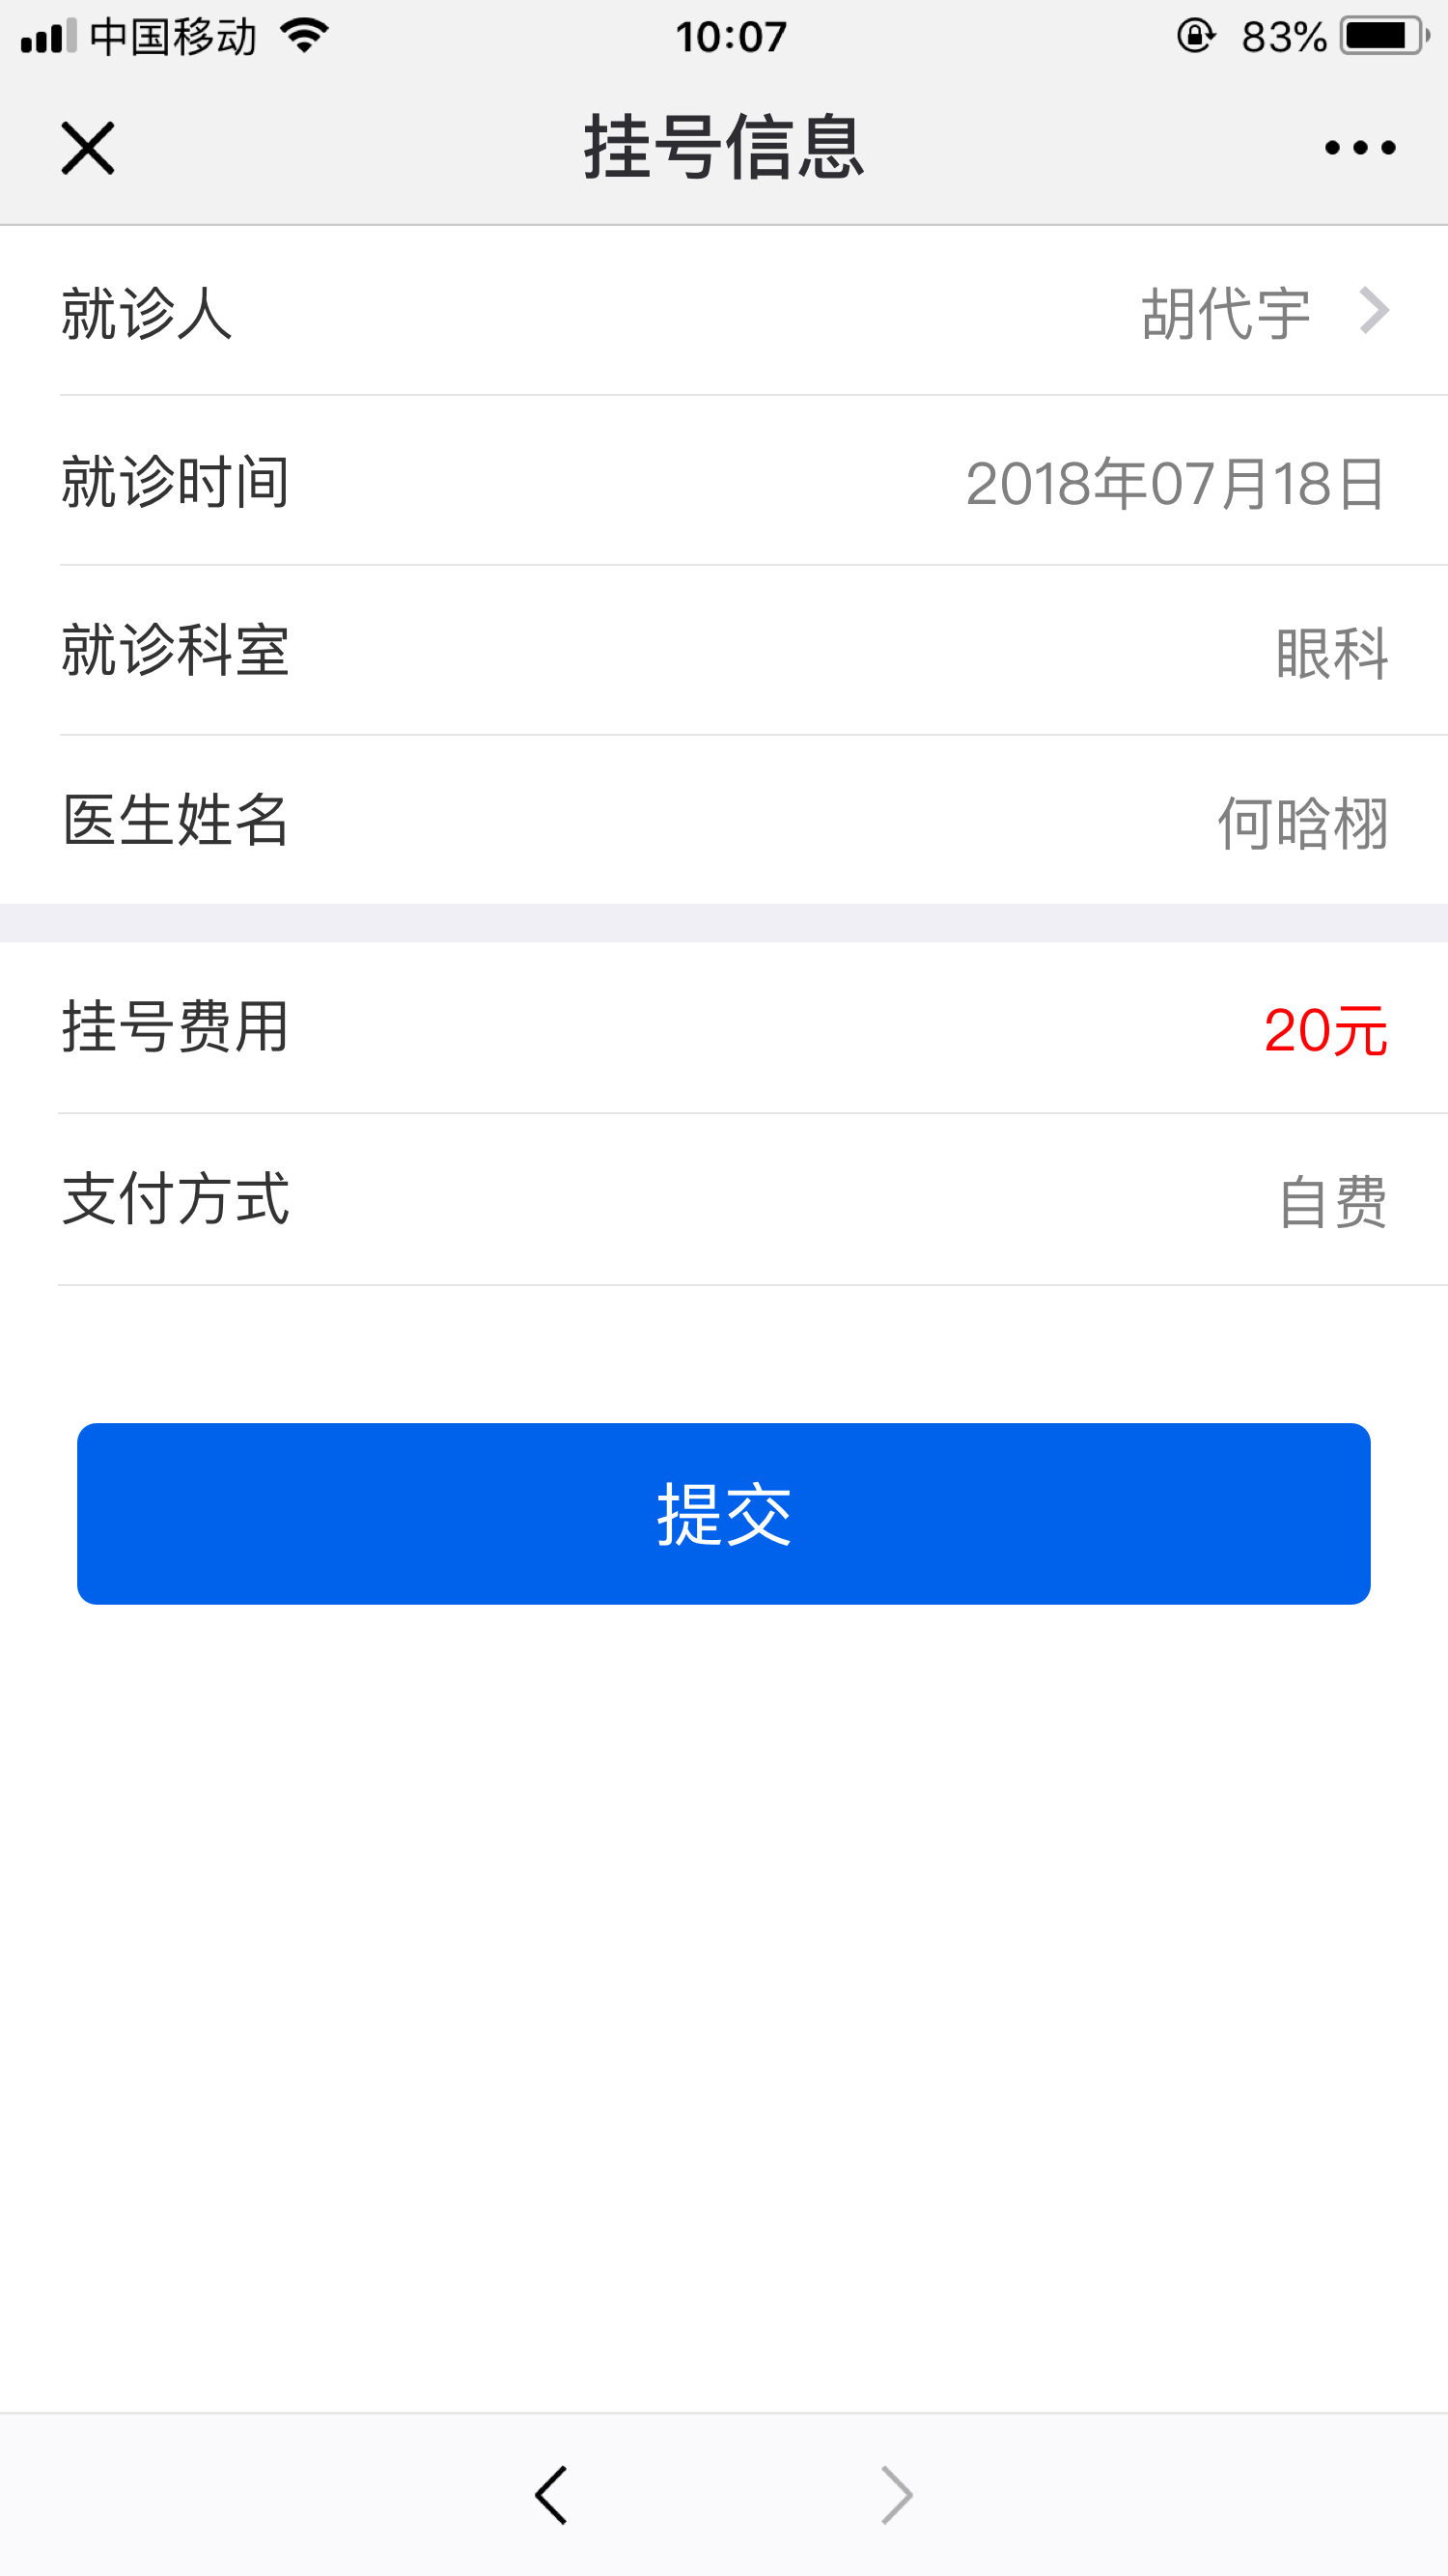 中国移动 10:07 83%
挂号信息
就诊人 胡代宇
就诊时间 2018年07月18日
就诊科室 眼科
医生姓名 何晗栩
挂号费用 20元
支付方式 自费
提交